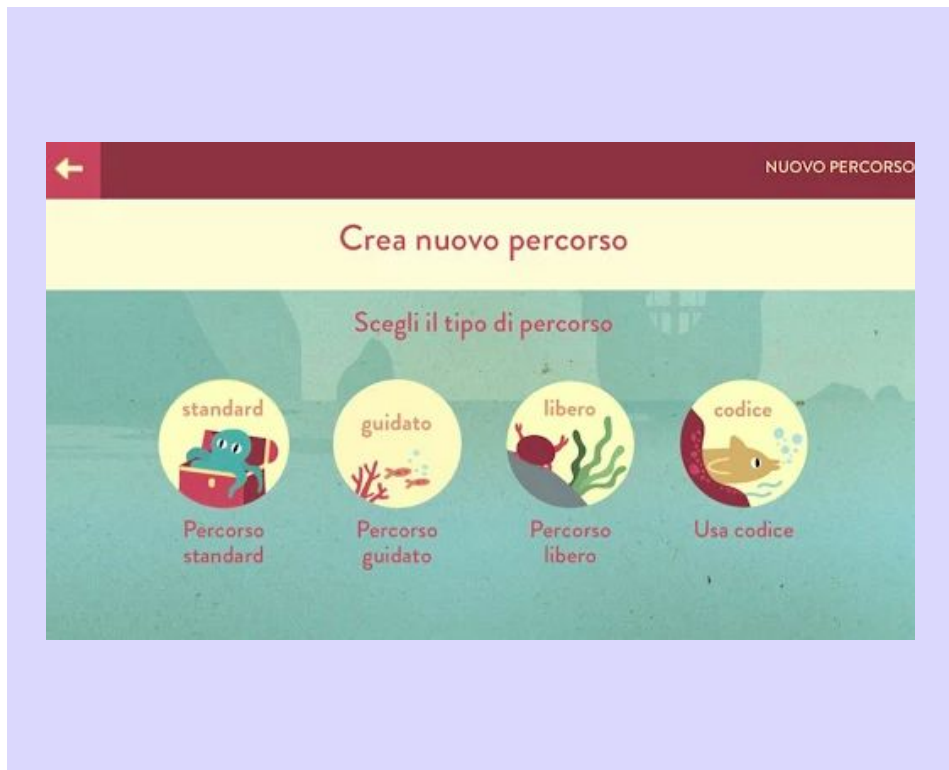 NUOVO PERCORSO
Crea nuovo percorso
Scegli il tipo di percorso
standard
guidato
libero
codice
Percorso
standard
Percorso
guidato
Percorso
libero
Usa codice